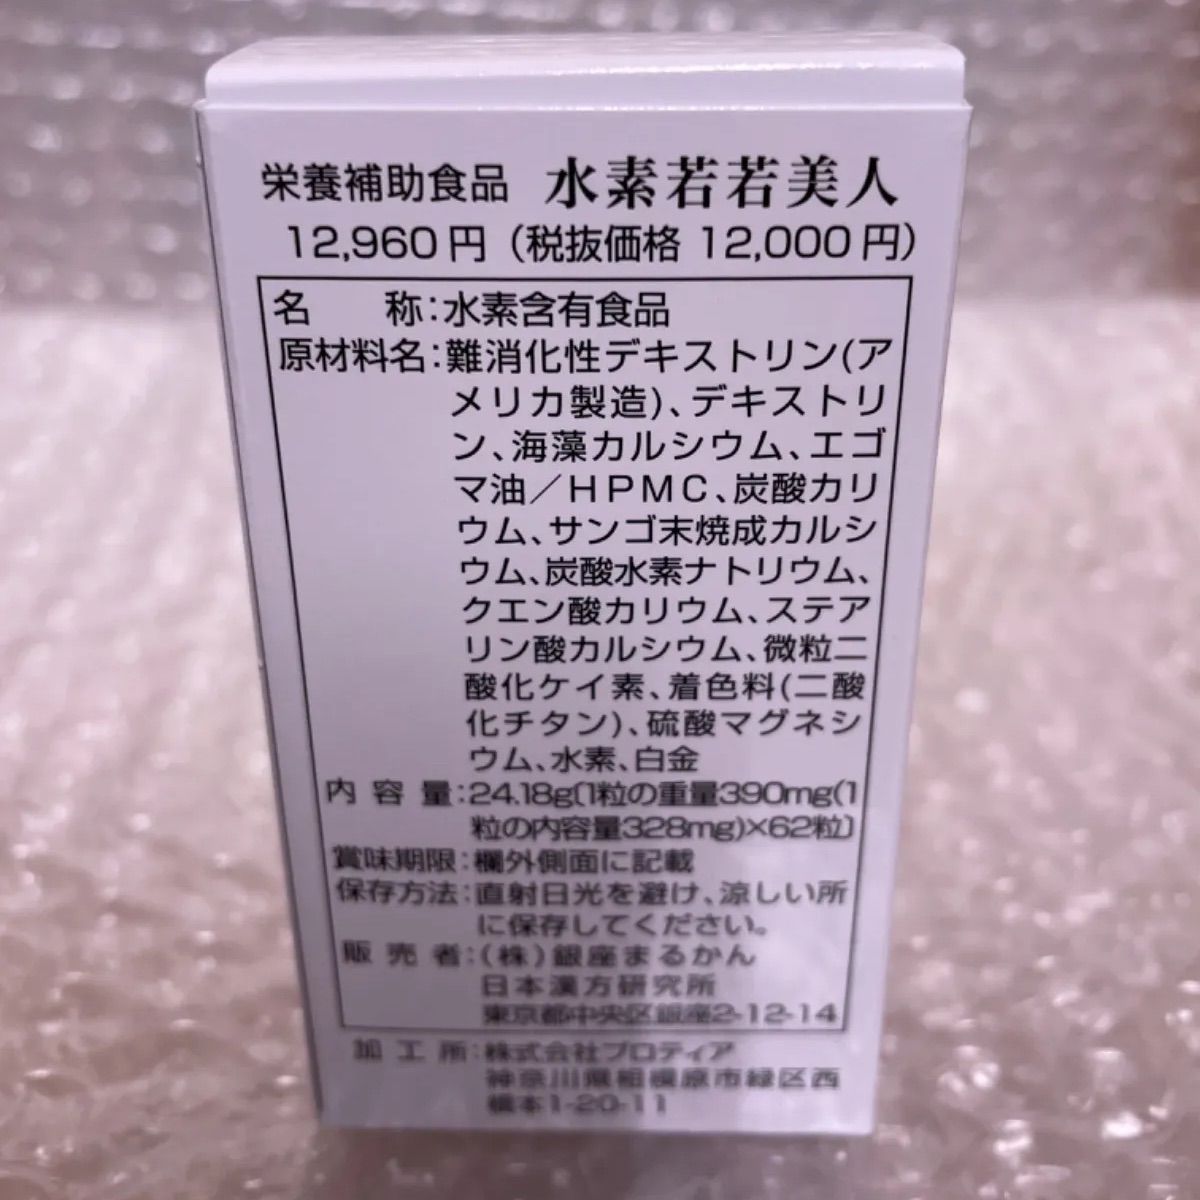 栄養補助食品 水素若若美人
12,960円（税抜価格 12,000円）
名　　称：水素含有食品
原材料名：難消化性デキストリン(ア
メリカ製造)、デキストリ
ン、海藻カルシウム、エゴ
マ油／HPMC、炭酸カリ
ウム、サンゴ末焼成カルシ
ウム、炭酸水素ナトリウム、
クエン酸カリウム、ステア
リン酸カルシウム、微粒二
酸化ケイ素、着色料(二酸
化チタン)、硫酸マグネシ
ウム、水素、白金
内 容 量：24.18g〔1粒の重量390mg(1
粒の内容量328mg)×62粒〕
賞味期限：欄外側面に記載
保存方法：直射日光を避け、涼しい所
に保存してください。
販 売 者：(株)銀座まるかん
日本漢方研究所
東京都中央区銀座2-12-14
加 工 所：株式会社プロティア
神奈川県相模原市緑区西
橋本1-20-11